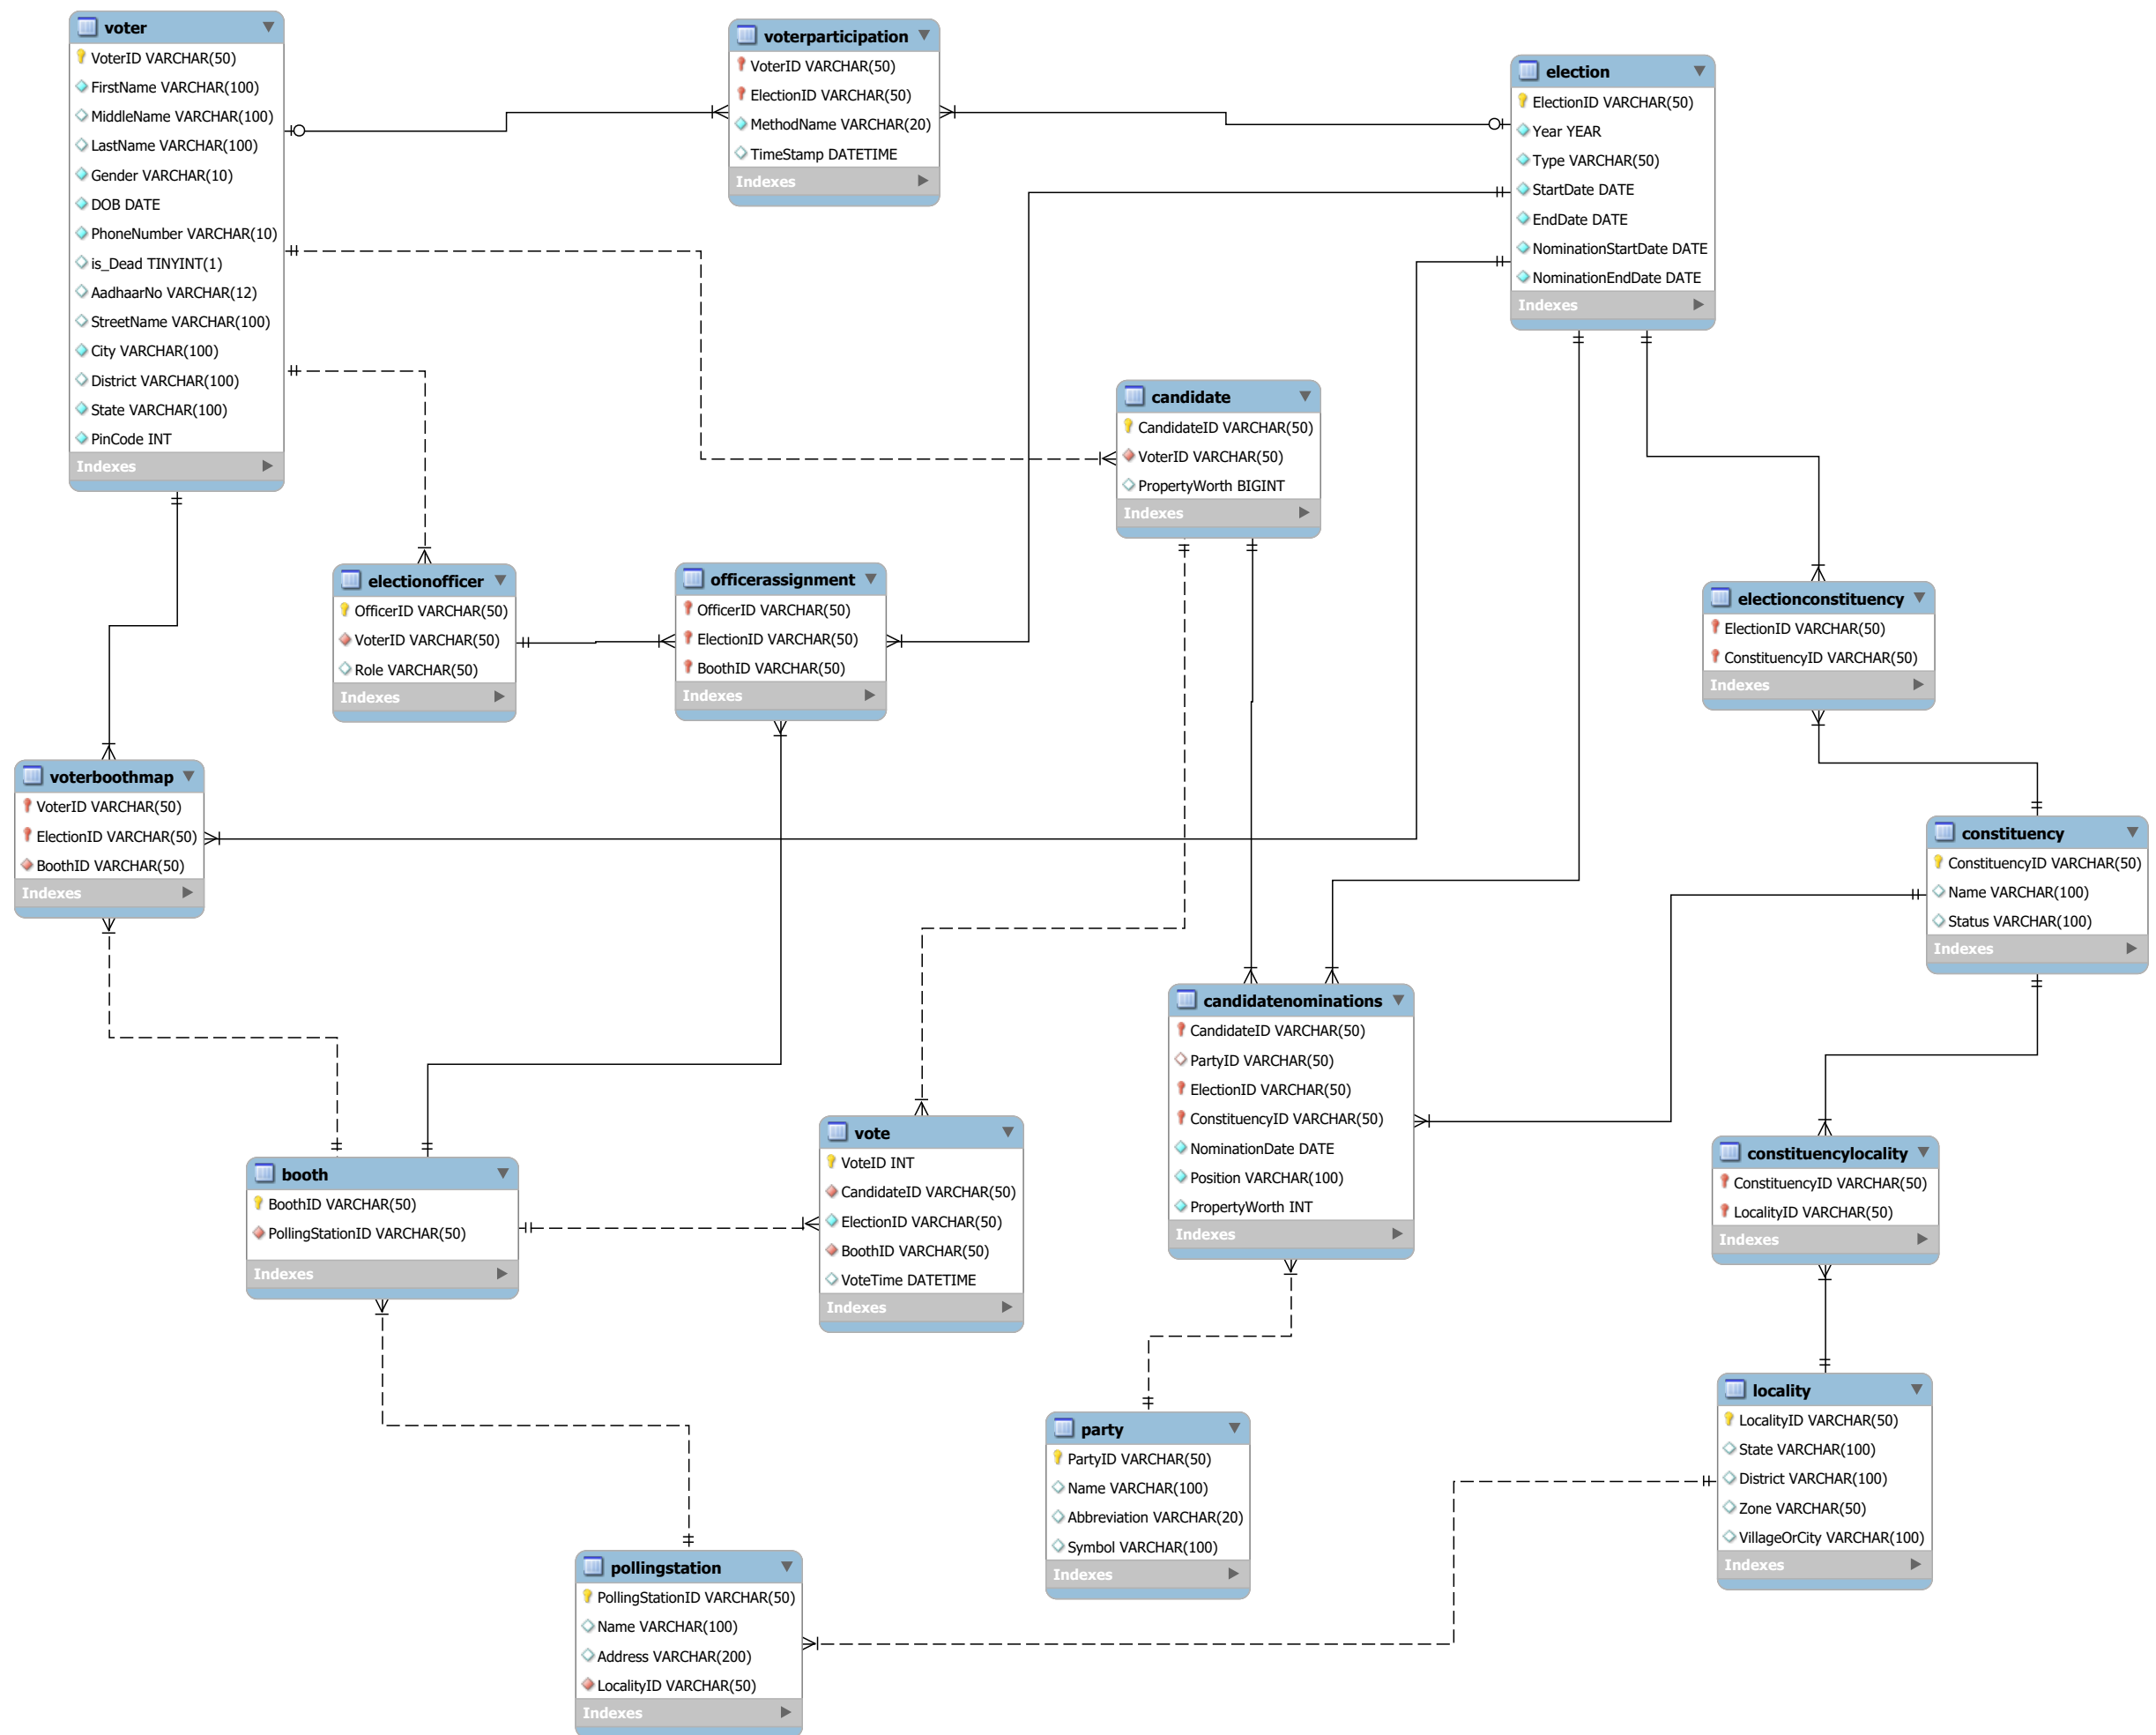 voter
VoterID VARCHAR(50)
FirstName VARCHAR(100)
MiddleName VARCHAR(100)
LastName VARCHAR(100)
Gender VARCHAR(10)
DOB DATE
PhoneNumber VARCHAR(10)
is_Dead TINYINT(1)
AadhaarNo VARCHAR(12)
StreetName VARCHAR(100)
City VARCHAR(100)
District VARCHAR(100)
State VARCHAR(100)
PinCode INT
Indexes
voterparticipation
VoterID VARCHAR(50)
ElectionID VARCHAR(50)
MethodName VARCHAR(20)
TimeStamp DATETIME
Indexes
election
ElectionID VARCHAR(50)
Year YEAR
Type VARCHAR(50)
StartDate DATE
EndDate DATE
NominationStartDate DATE
NominationEndDate DATE
Indexes
candidate
CandidateID VARCHAR(50)
VoterID VARCHAR(50)
PropertyWorth BIGINT
Indexes
electionofficer
OfficerID VARCHAR(50)
VoterID VARCHAR(50)
Role VARCHAR(50)
Indexes
officerassignment
OfficerID VARCHAR(50)
ElectionID VARCHAR(50)
BoothID VARCHAR(50)
Indexes
electionconstituency
ElectionID VARCHAR(50)
ConstituencyID VARCHAR(50)
Indexes
voterboothmap
VoterID VARCHAR(50)
ElectionID VARCHAR(50)
BoothID VARCHAR(50)
Indexes
constituency
ConstituencyID VARCHAR(50)
Name VARCHAR(100)
Status VARCHAR(100)
Indexes
candidatenominations
CandidateID VARCHAR(50)
PartyID VARCHAR(50)
ElectionID VARCHAR(50)
ConstituencyID VARCHAR(50)
NominationDate DATE
Position VARCHAR(100)
PropertyWorth INT
Indexes
vote
VoteID INT
CandidateID VARCHAR(50)
ElectionID VARCHAR(50)
BoothID VARCHAR(50)
VoteTime DATETIME
Indexes
constituencylocality
ConstituencyID VARCHAR(50)
LocalityID VARCHAR(50)
Indexes
booth
BoothID VARCHAR(50)
PollingStationID VARCHAR(50)
Indexes
locality
LocalityID VARCHAR(50)
State VARCHAR(100)
District VARCHAR(100)
Zone VARCHAR(50)
VillageOrCity VARCHAR(100)
Indexes
party
PartyID VARCHAR(50)
Name VARCHAR(100)
Abbreviation VARCHAR(20)
Symbol VARCHAR(100)
Indexes
pollingstation
PollingStationID VARCHAR(50)
Name VARCHAR(100)
Address VARCHAR(200)
LocalityID VARCHAR(50)
Indexes